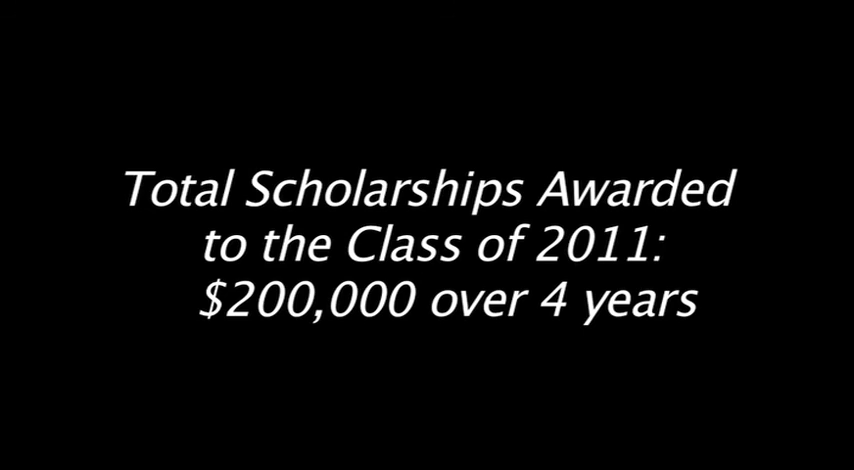 Total Scholarships Awarded
to the Class of 2011:
$200,000 over 4 years